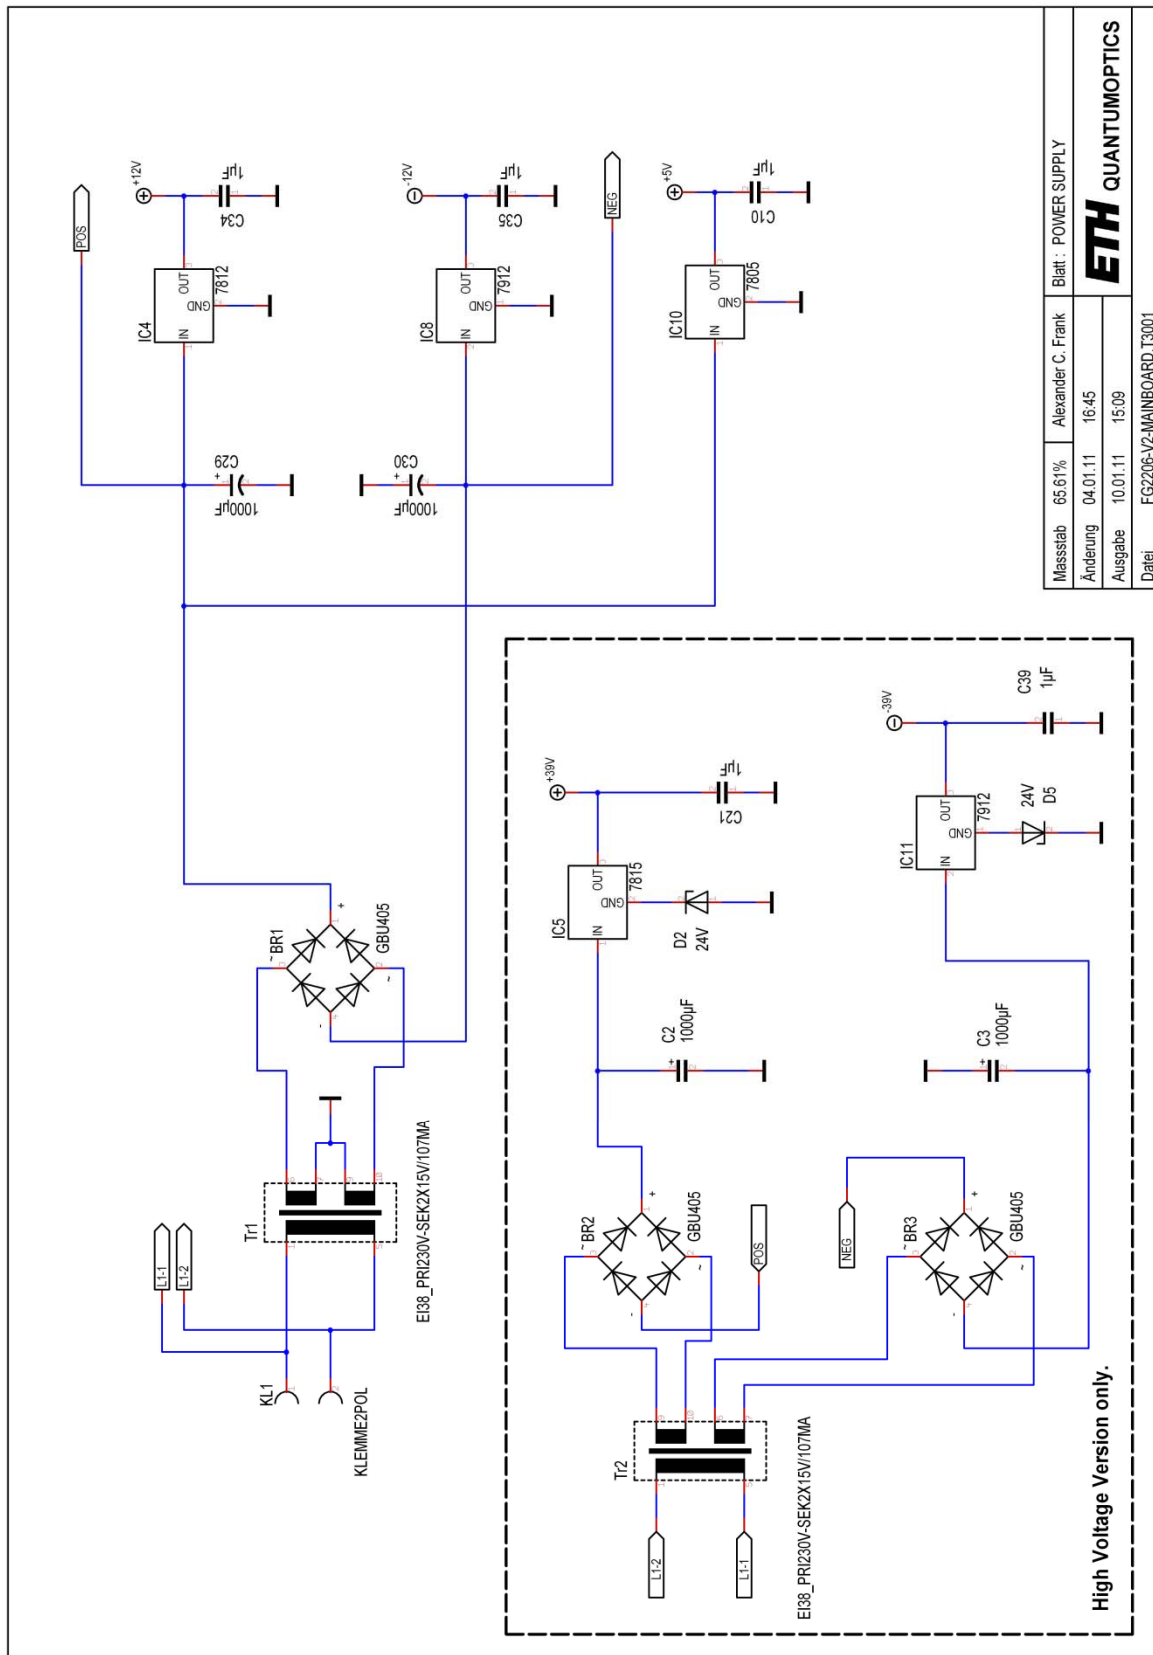 POS
+12V
IC4
IN
OUT
GND
7812
C34
1µF
C29
1000µF
-12V
IC8
IN
OUT
GND
7912
C35
1µF
C30
1000µF
NEG
+5V
IC10
IN
OUT
GND
7805
C10
1µF
L1-1
L1-2
KL1
KLEMME2POL
Tr1
EI38_PRI230V-SEK2X15V/107MA
~BR1
+
-
~
GBU405
+39V
IC5
IN
OUT
GND
7815
D2
24V
C21
1µF
C2
1000µF
~BR2
+
-
~
GBU405
POS
Tr2
L1-2
L1-1
EI38_PRI230V-SEK2X15V/107MA
NEG
~BR3
+
-
~
GBU405
C3
1000µF
-39V
IC11
IN
OUT
GND
7912
24V
D5
C39
1µF
High Voltage Version only.
Massstab 65.61% Alexander C. Frank Blatt : POWER SUPPLY
Änderung 04.01.11 16:45
Ausgabe 10.01.11 15:09
ETH QUANTUMOPTICS
Datei FG2206-V2-MAINBOARD.T3001